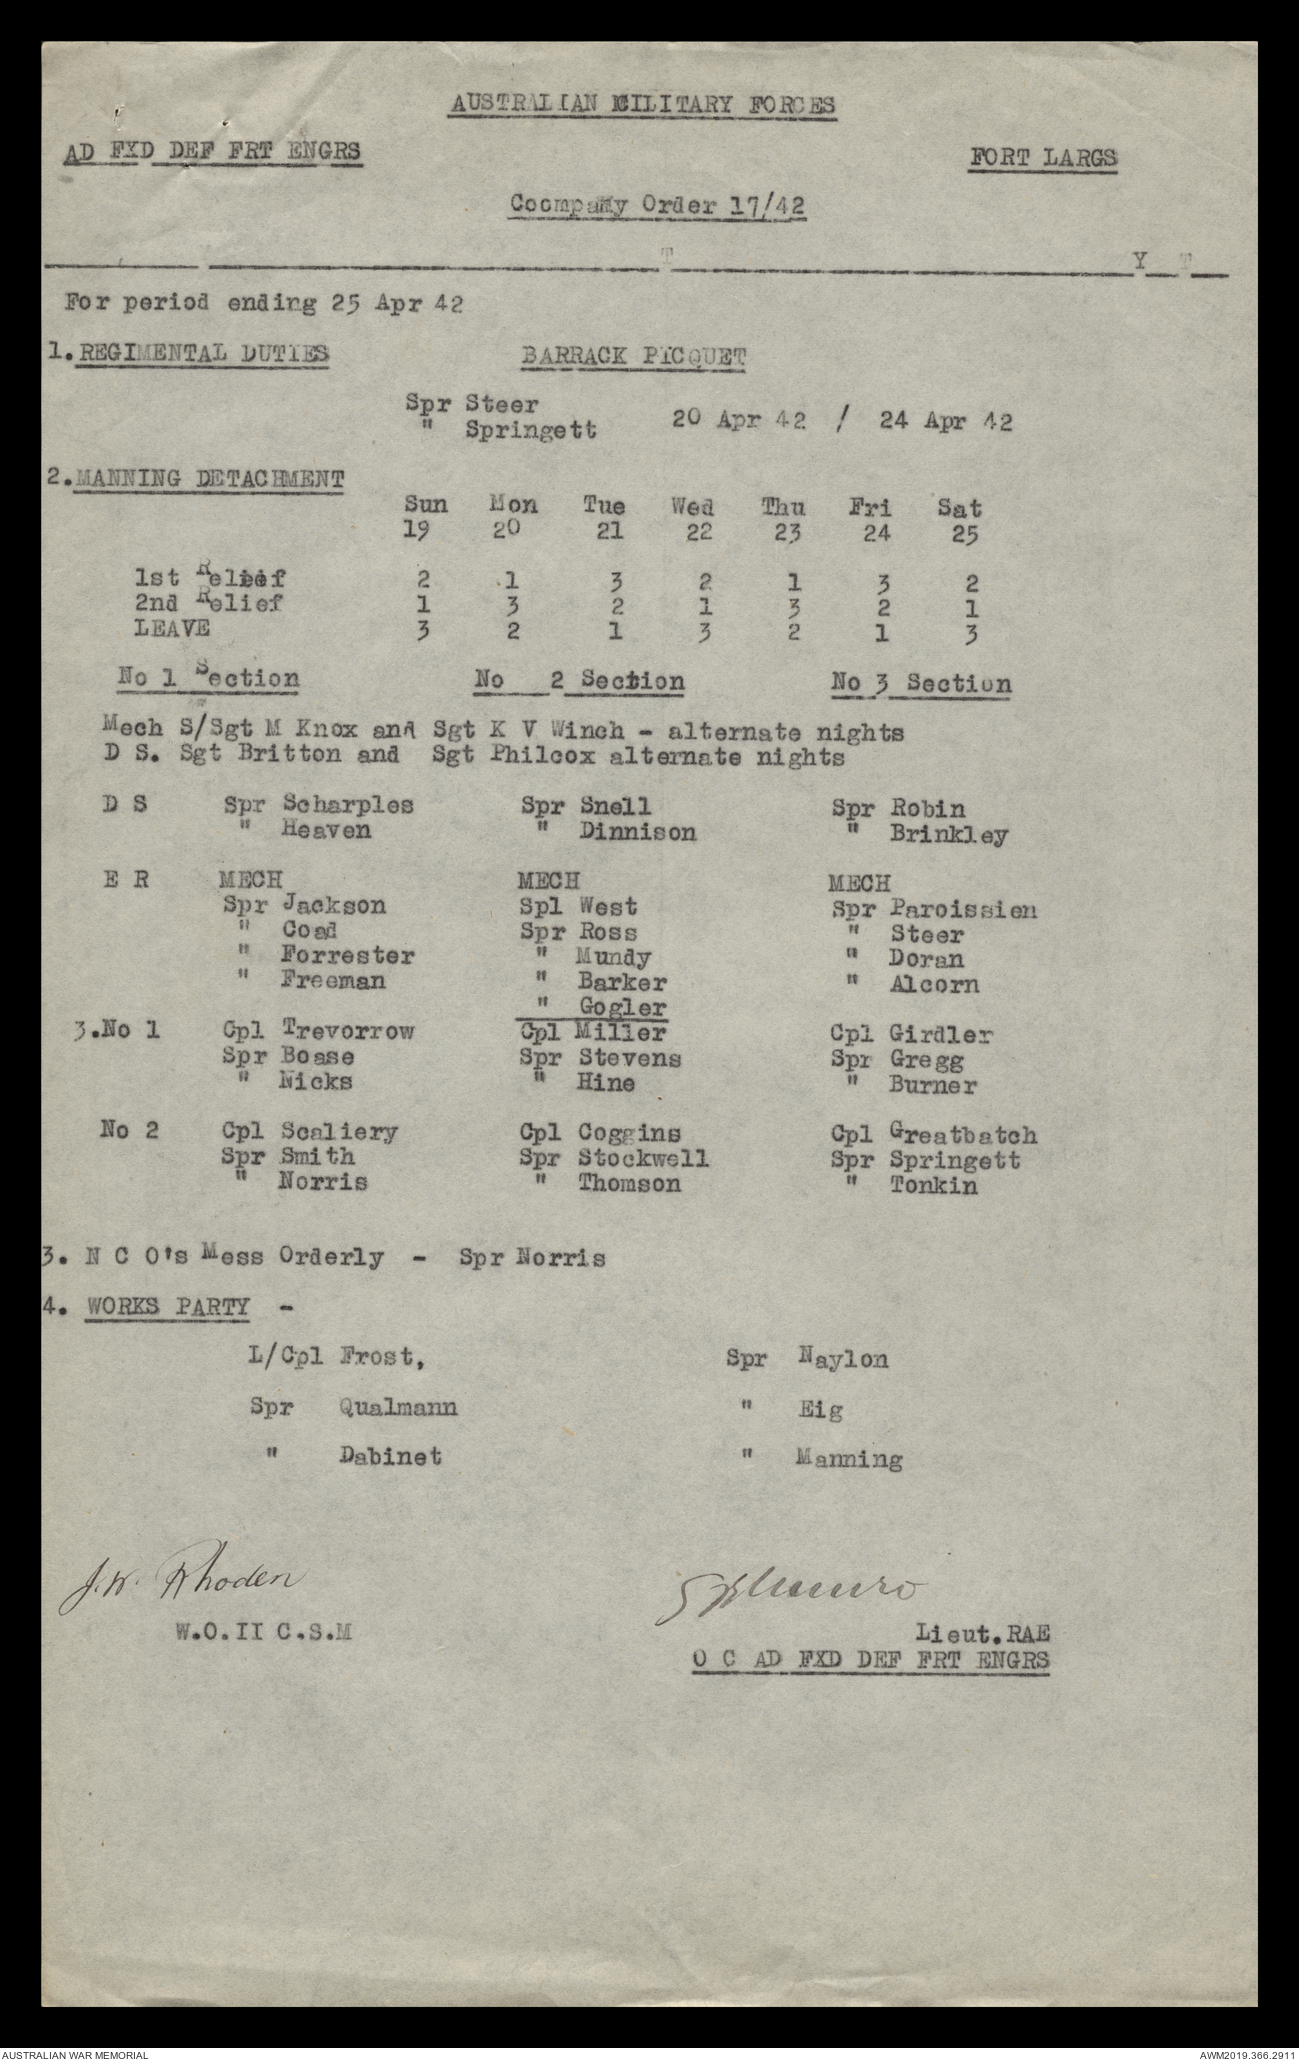 AUSTRALIAN MILITARY FORCES
AD FXD DEF FRT ENGRS FORT LARGS
Coompany Order 17/42
T Y T
For period ending 25 Apr 42
1. REGIMENTAL DUTIES BARRACK PICQUET
Spr Steer
" Springett 20 Apr 42 / 24 Apr 42
2. MANNING DETACHMENT
Sun Mon Tue Wed Thu Fri Sat
19 20 21 22 23 24 25
1st Relief 2 1 3 2 1 3 2
2nd Relief 1 3 2 1 3 2 1
LEAVE 3 2 1 3 2 1 3
No 1 Section No 2 Section No 3 Section
Mech S/Sgt M Knox and Sgt K V Winch - alternate nights
D S. Sgt Britton and Sgt Philcox alternate nights
D S Spr Scharples Spr Snell Spr Robin
" Heaven " Dinnison " Brinkley
E R MECH MECH MECH
Spr Jackson Spl West Spr Paroissien
" Coad Spr Ross " Steer
" Forrester " Mundy " Doran
" Freeman " Barker " Alcorn
" Gogler
3.No 1 Cpl Trevorrow Cpl Miller Cpl Girdler
Spr Boase Spr Stevens Spr Gregg
" Nicks " Hine " Burner
No 2 Cpl Scaliery Cpl Coggins Cpl Greatbatch
Spr Smith Spr Stockwell Spr Springett
" Norris " Thomson " Tonkin
3. N C O's Mess Orderly - Spr Norris
4. WORKS PARTY -
L/Cpl Frost, Spr Naylon
Spr Qualmann " Eig
" Dabinet " Manning
J.W. Rhoden
W.O.II C.S.M Lieut.RAE
O C AD FXD DEF FRT ENGRS
AUSTRALIAN WAR MEMORIAL AWM2019.366.2911